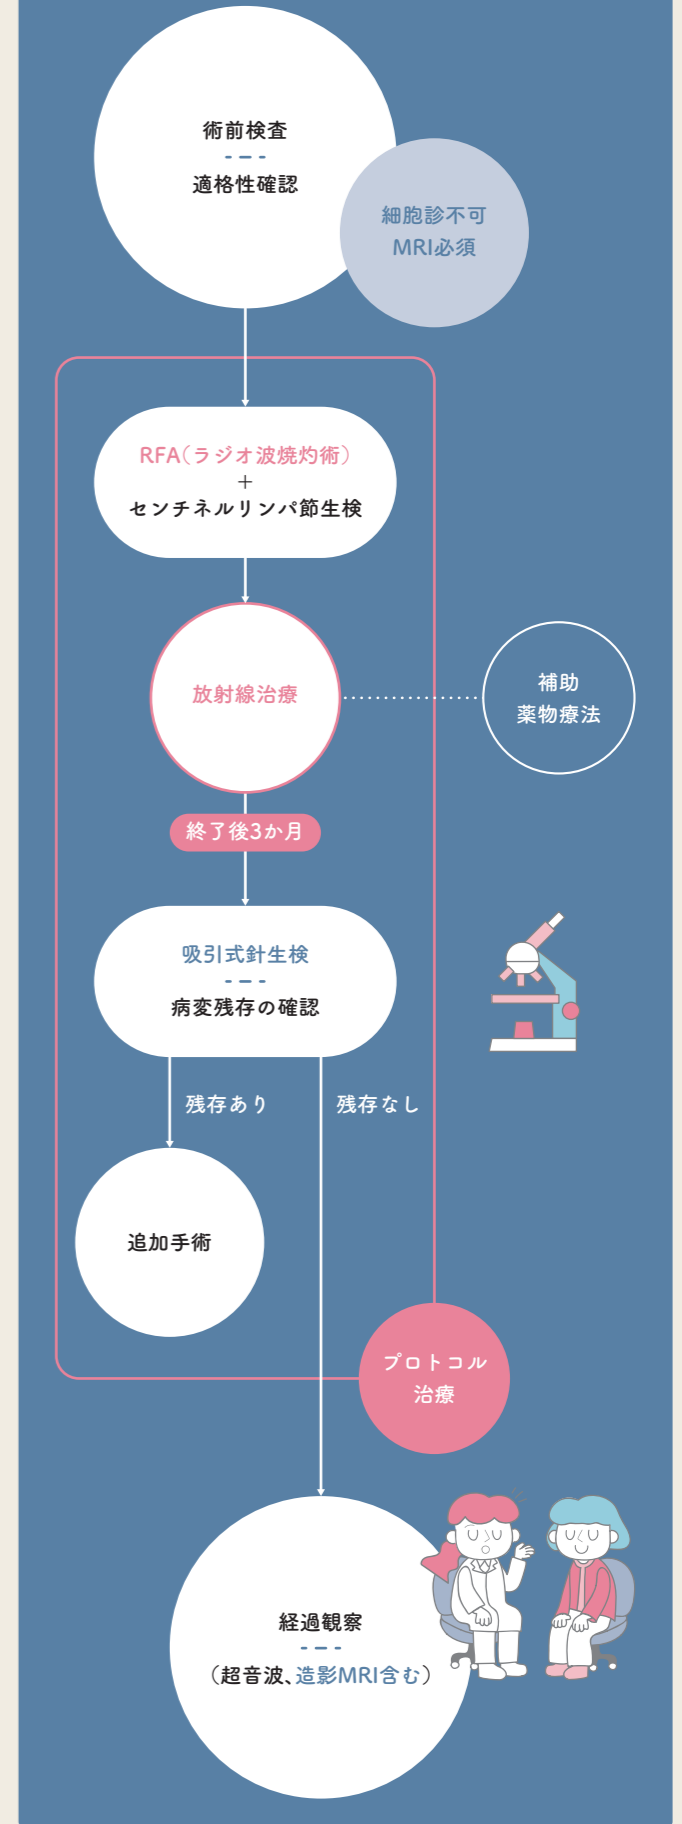 術前検査
適格性確認
細胞診不可
MRI必須
RFA(ラジオ波焼灼術)
+
センチネルリンパ節生検
放射線治療
補助
薬物療法
終了後3か月
吸引式針生検
病変残存の確認
残存あり
残存なし
追加手術
プロトコル
治療
経過観察
(超音波、造影MRI含む)